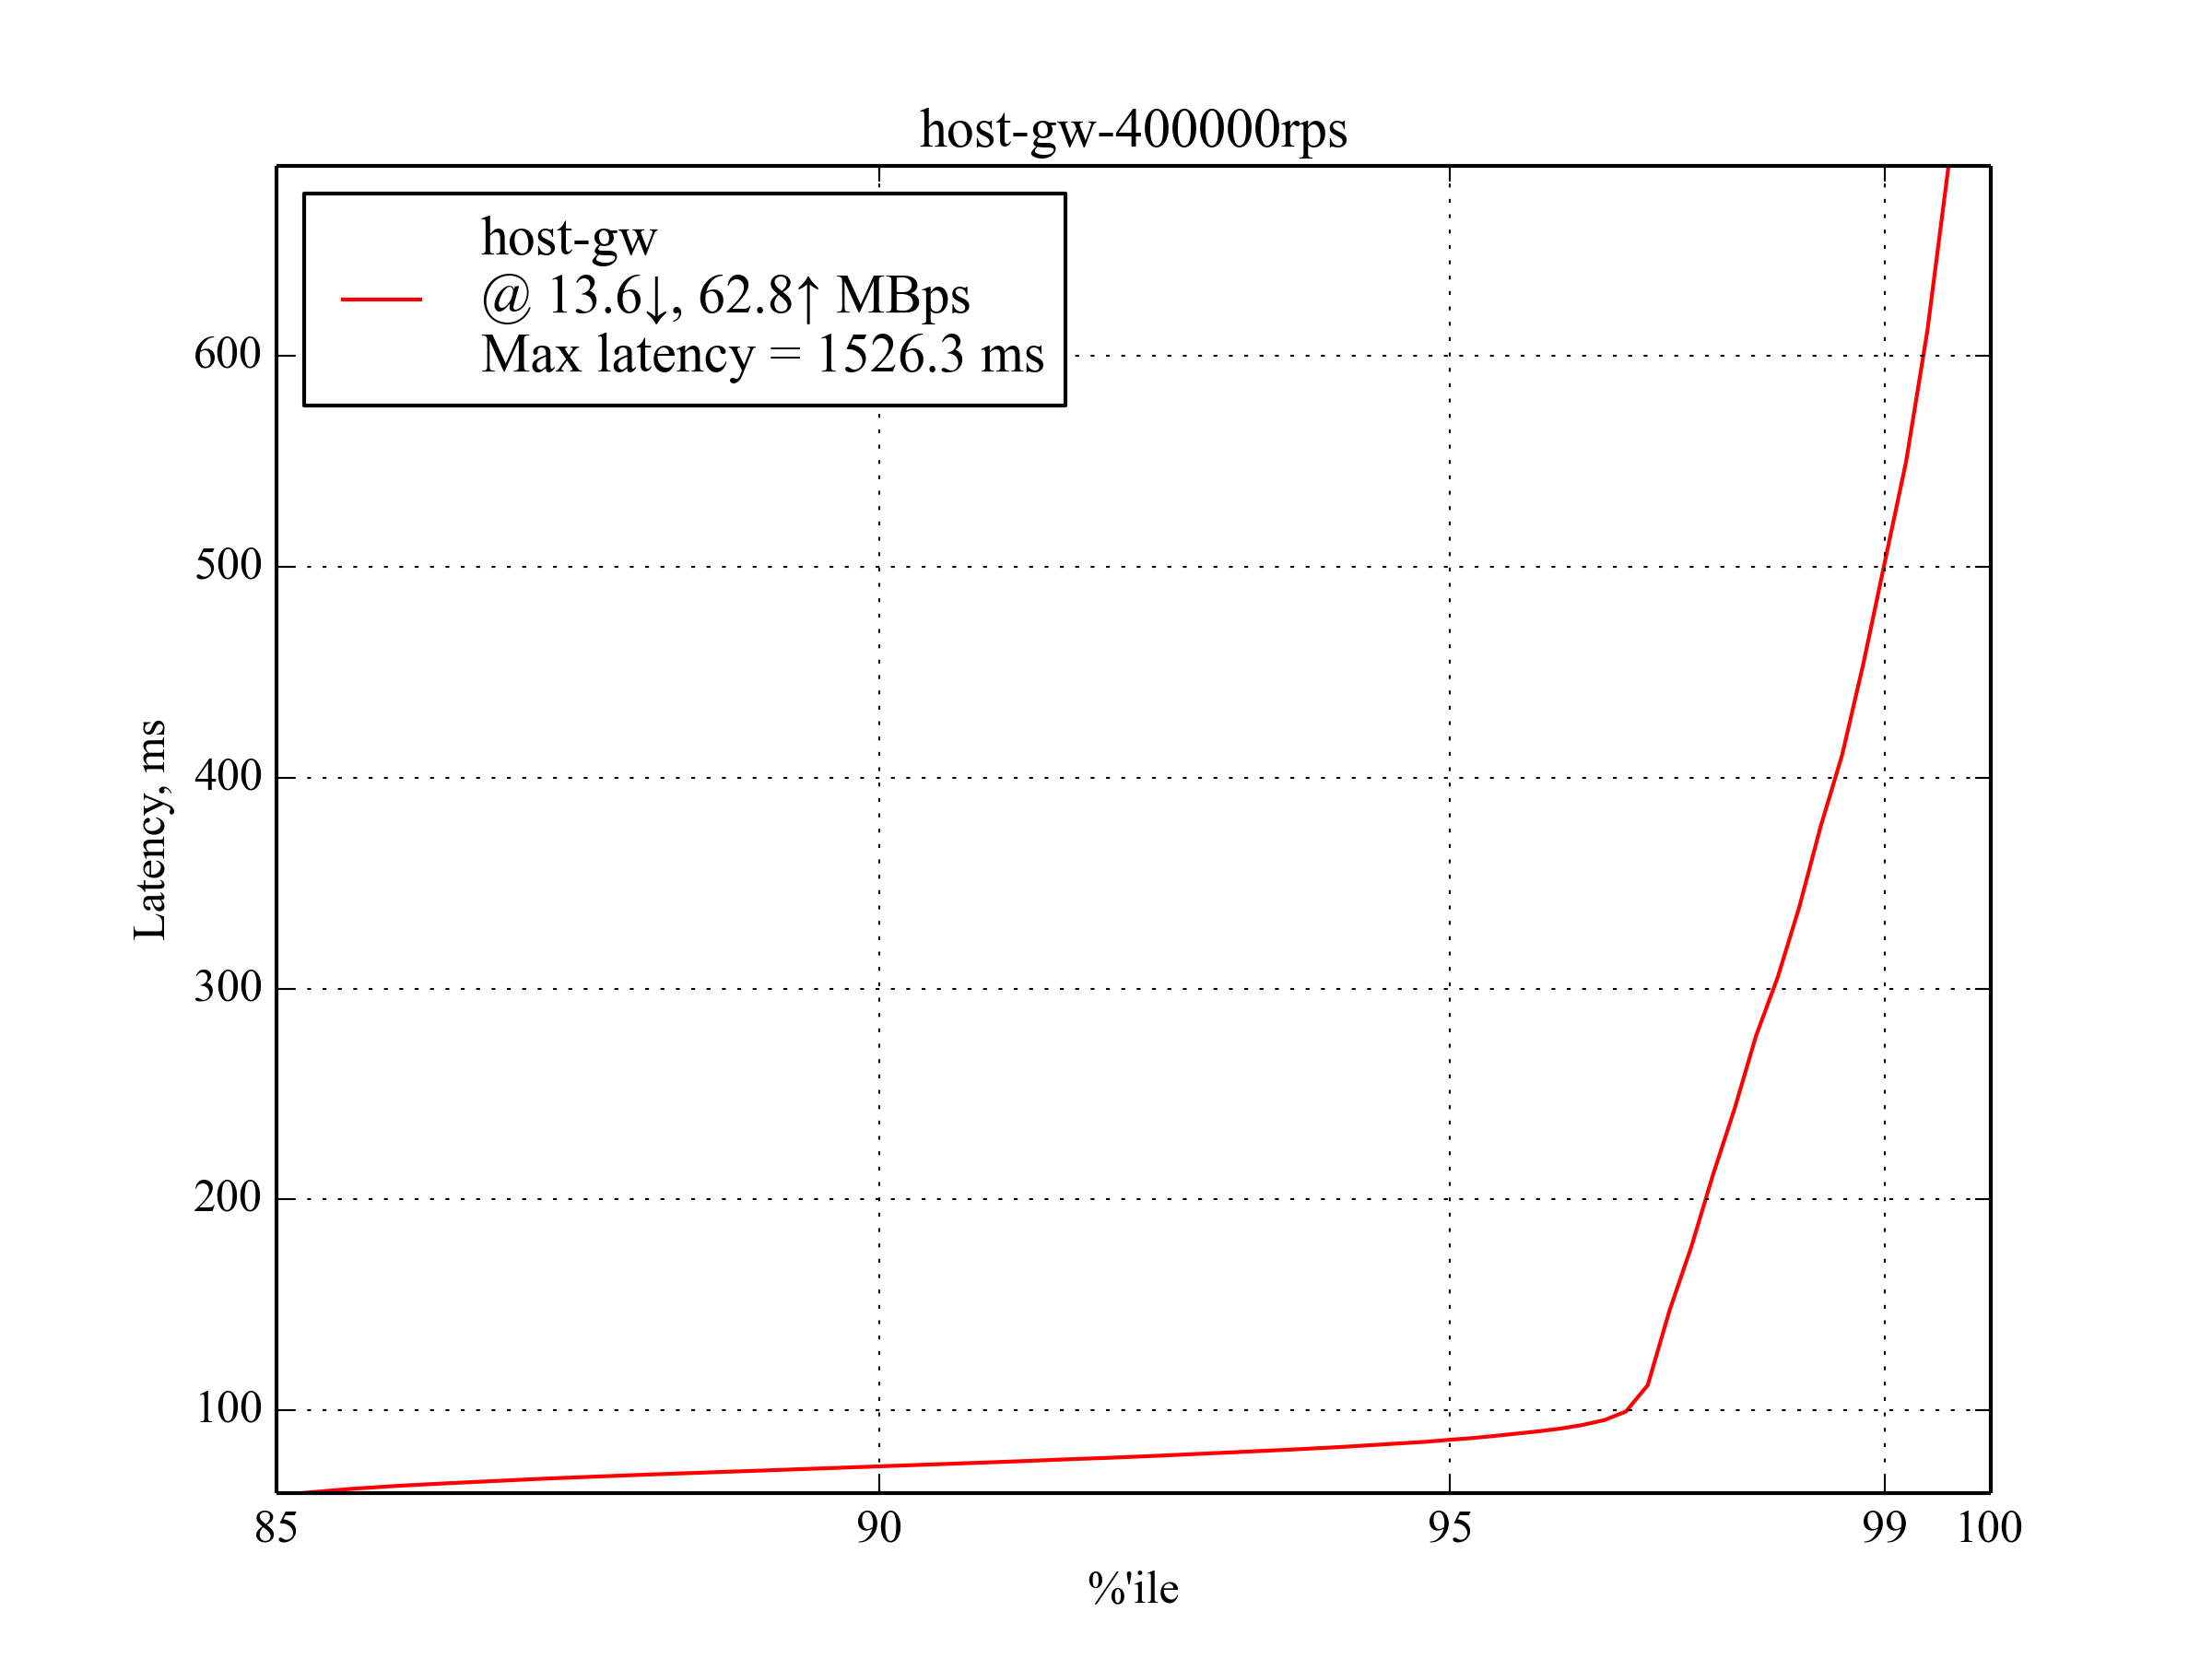 host-gw-400000rps
host-gw
@ 13.6↓, 62.8↑ MBps
Max latency = 1526.3 ms
600
500
400
300
200
100
Latency, ms
85 90 95 99 100
%'ile